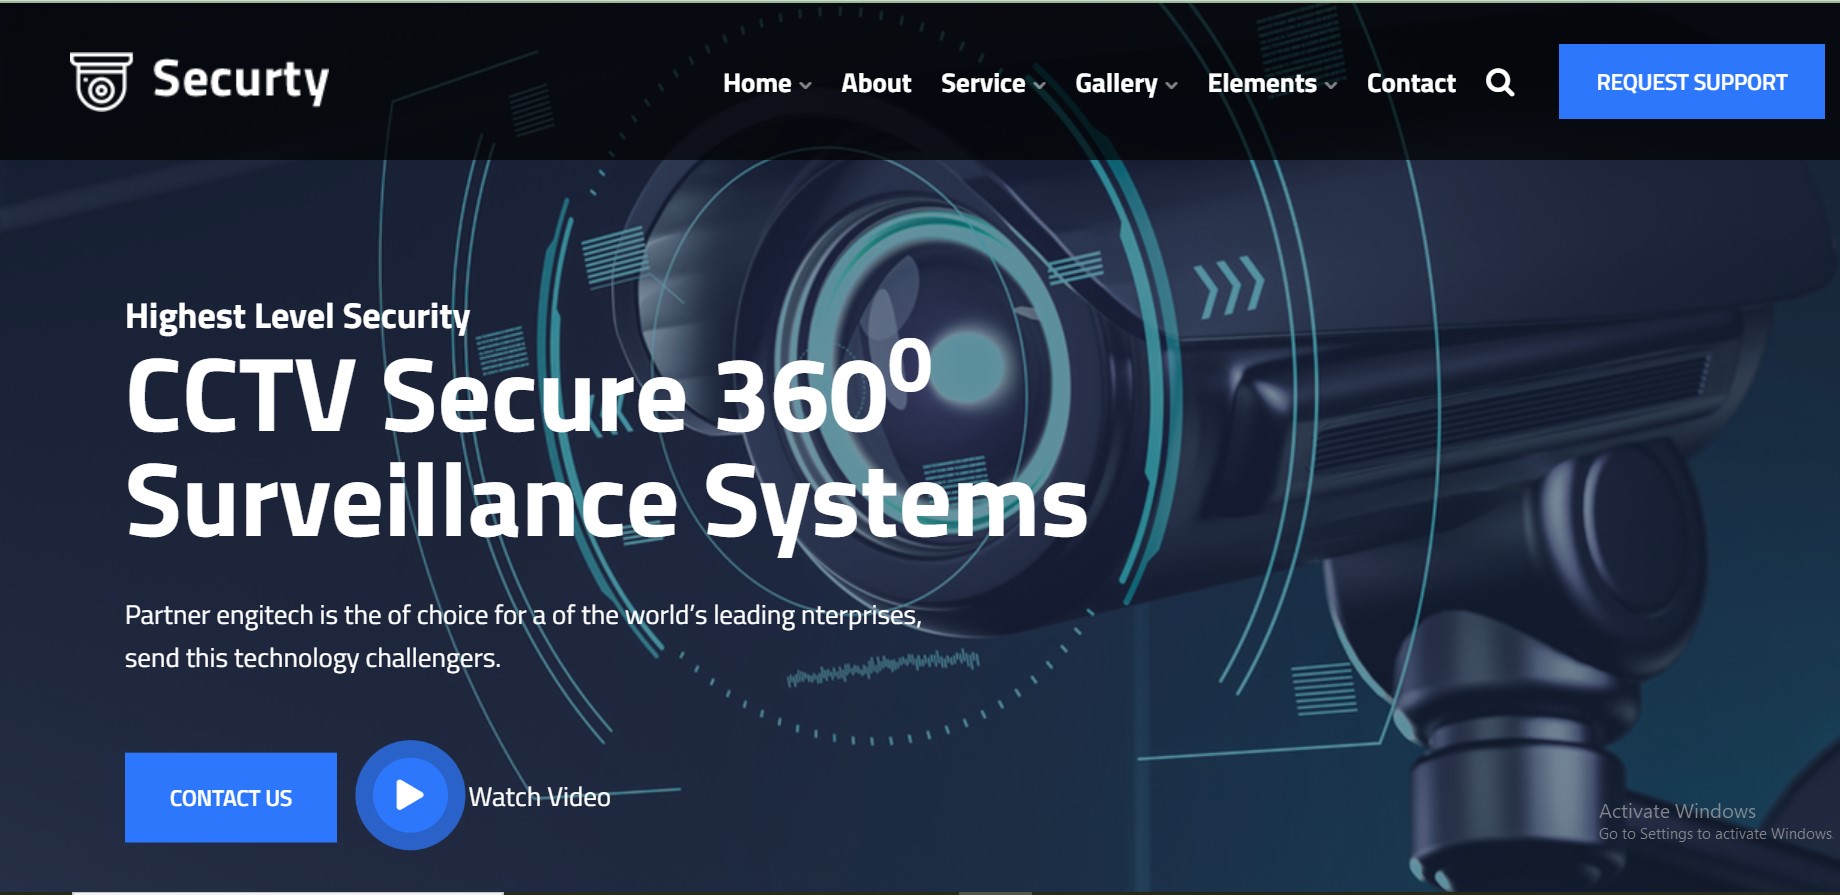 Securty
Home About Service Gallery Elements Contact REQUEST SUPPORT
Highest Level Security
CCTV Secure 360⁰
Surveillance Systems
Partner engitech is the of choice for a of the world’s leading nterprises,
send this technology challengers.
CONTACT US Watch Video
Activate Windows
Go to Settings to activate Windows.